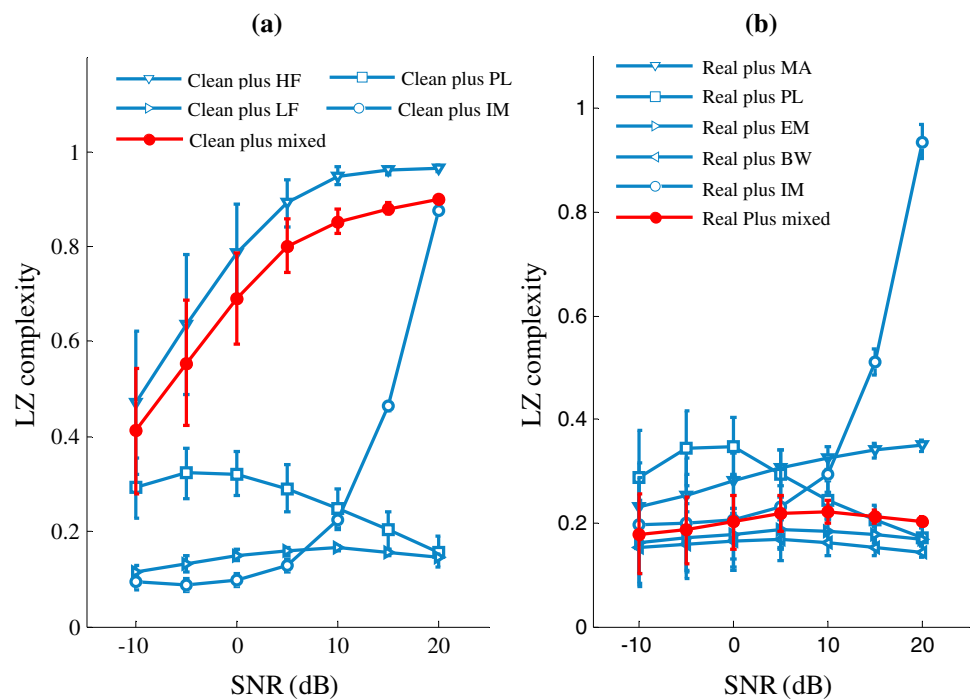 (a)
Clean plus HF
Clean plus PL
Clean plus LF
Clean plus IM
Clean plus mixed
1
0.8
0.6
0.4
0.2
0
-10
0
10
20
LZ complexity
SNR (dB)
(b)
Real plus MA
Real plus PL
Real plus EM
Real plus BW
Real plus IM
Real Plus mixed
1
0.8
0.6
0.4
0.2
0
-10
0
10
20
LZ complexity
SNR (dB)